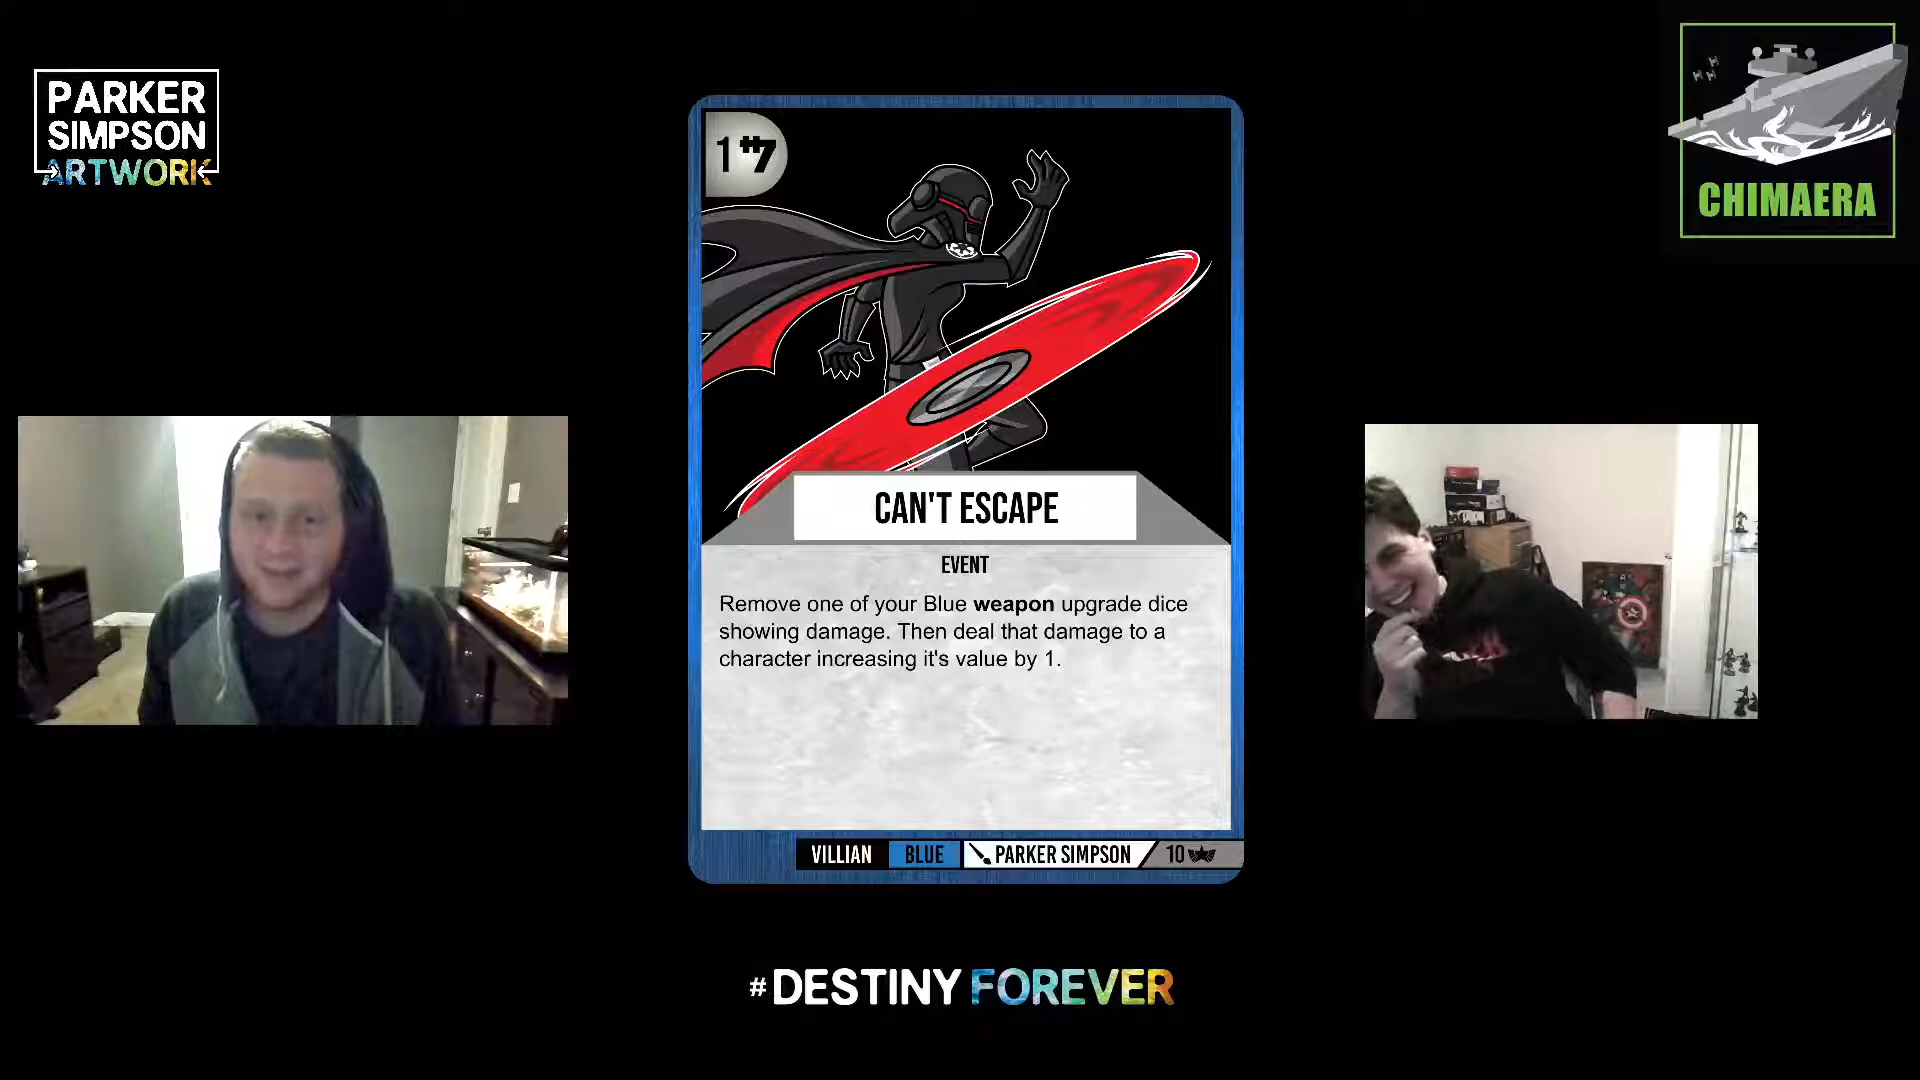 PARKER
SIMPSON
ARTWORK
CHIMAERA
1 #7
CAN'T ESCAPE
EVENT
Remove one of your Blue weapon upgrade dice
showing damage. Then deal that damage to a
character increasing it's value by 1.
VILLIAN BLUE PARKER SIMPSON 10
#DESTINY FOREVER